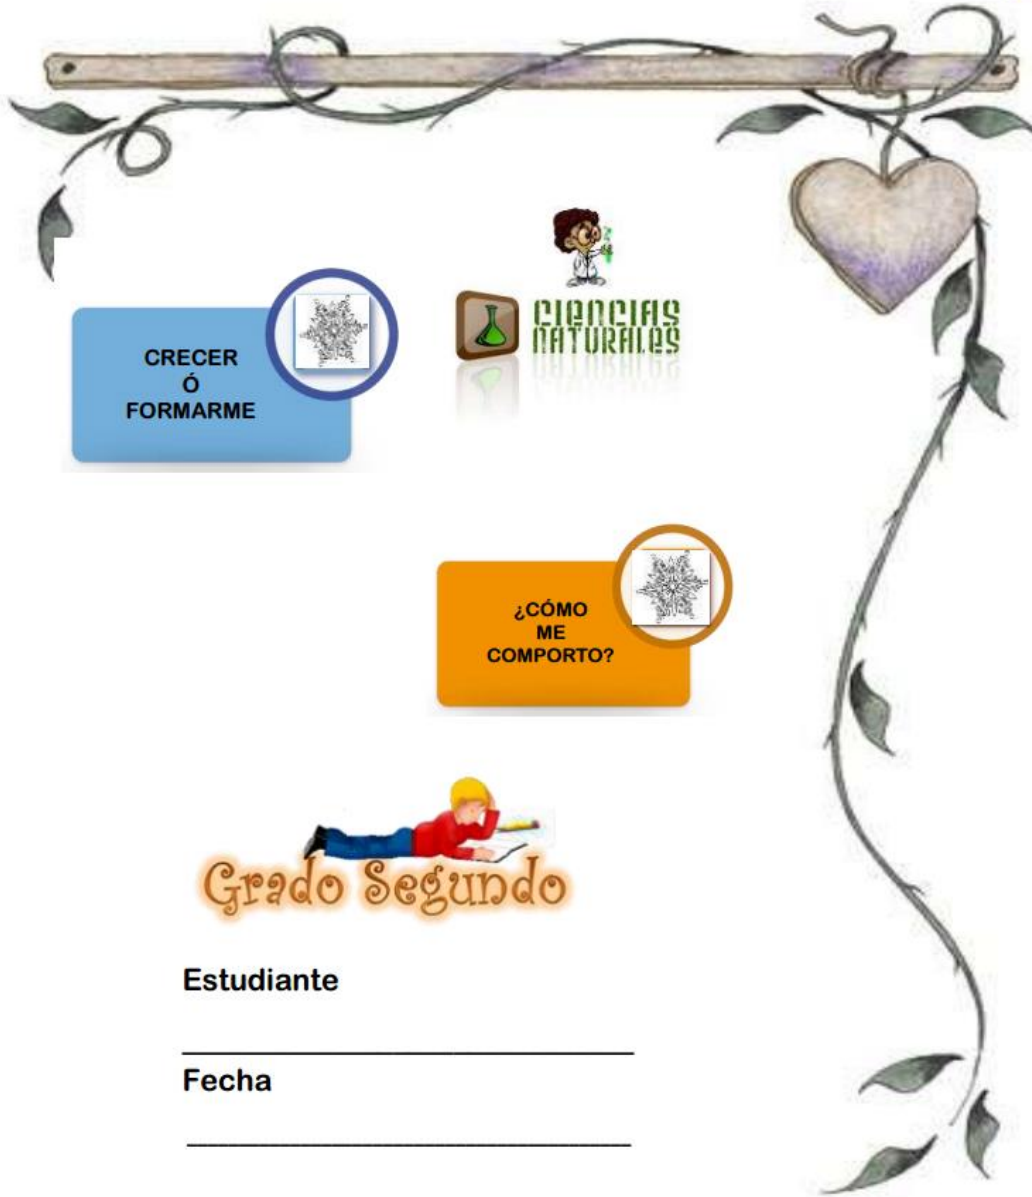 CIENCIAS
NATURALES
CRECER
Ó
FORMARME
¿CÓMO
ME
COMPORTO?
Grado Segundo
Estudiante
Fecha